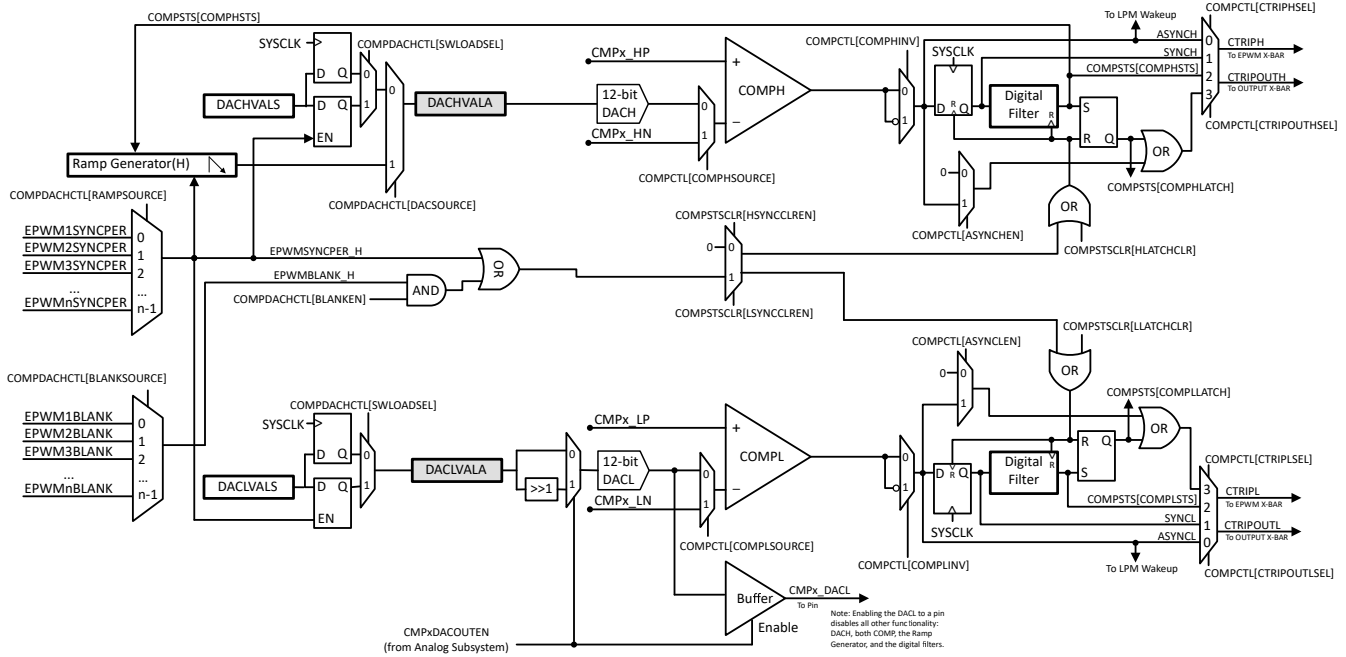 COMPSTS[COMPHSTS]
COMPCTL[CTRIPHSEL]
To LPM Wakeup
ASYNCH
0
CTRIPH
To EPWM X-BAR
SYNCH
1
COMPSTS[COMPHSTS]
2
CTRIPOUTH
To OUTPUT X-BAR
3
COMPCTL[CTRIPOUTHSEL]
SYSCLK
COMPDACHCTL[SWLOADSEL]
D Q
0
DACHVALS
D Q
1
EN
0
1
DACHVALA
COMPDACHCTL[DACSOURCE]
Ramp Generator(H)
CMPx_HP
12-bit
DACH
CMPx_HN
0
1
COMPCTL[COMPHSOURCE]
+
COMPH
–
COMPCTL[COMPHINV]
0
1
SYSCLK
D Q
R
Digital
Filter
R
S
R Q
OR
COMPSTS[COMPHLATCH]
0
0
1
COMPCTL[ASYNCHEN]
OR
COMPSTSCLR[HLATCHCLR]
COMPDACHCTL[RAMPSOURCE]
EPWM1SYNCPER
0
EPWM2SYNCPER
1
EPWM3SYNCPER
2
...
...
EPWMnSYNCPER
n-1
EPWMSYNCPER_H
EPWMBLANK_H
COMPDACHCTL[BLANKEN]
AND
OR
COMPSTSCLR[HSYNCCLREN]
0
0
1
COMPSTSCLR[LSYNCCLREN]
COMPSTSCLR[LLATCHCLR]
OR
COMPDACHCTL[BLANKSOURCE]
EPWM1BLANK
0
EPWM2BLANK
1
EPWM3BLANK
2
...
...
EPWMnBLANK
n-1
COMPDACHCTL[SWLOADSEL]
SYSCLK
D Q
0
DACLVALS
D Q
1
EN
DACLVALA
>>1
0
1
CMPx_LP
12-bit
DACL
CMPx_LN
0
1
COMPCTL[COMPLSOURCE]
+
COMPL
–
0
1
COMPCTL[COMPLINV]
COMPCTL[ASYNCLEN]
0
0
1
D Q
R
SYSCLK
Digital
Filter
R
R Q
S
COMPSTS[COMPLLATCH]
OR
COMPCTL[CTRIPLSEL]
3
CTRIPL
To EPWM X-BAR
COMPSTS[COMPLSTS]
2
SYNCL
1
CTRIPOUTL
To OUTPUT X-BAR
ASYNCL
0
To LPM Wakeup
COMPCTL[CTRIPOUTLSEL]
Buffer
CMPx_DACL
To Pin
Enable
Note: Enabling the DACL to a pin
disables all other functionality:
DACH, both COMP, the Ramp
Generator, and the digital filters.
CMPxDACOUTEN
(from Analog Subsystem)